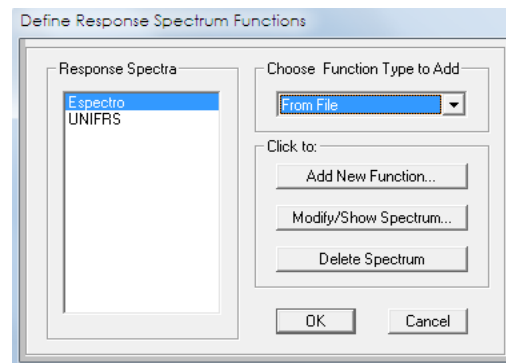 Define Response Spectrum Functions
Response Spectra
Espectro
UNIFRS
Choose Function Type to Add
From File
Click to:
Add New Function...
Modify/Show Spectrum...
Delete Spectrum
OK
Cancel